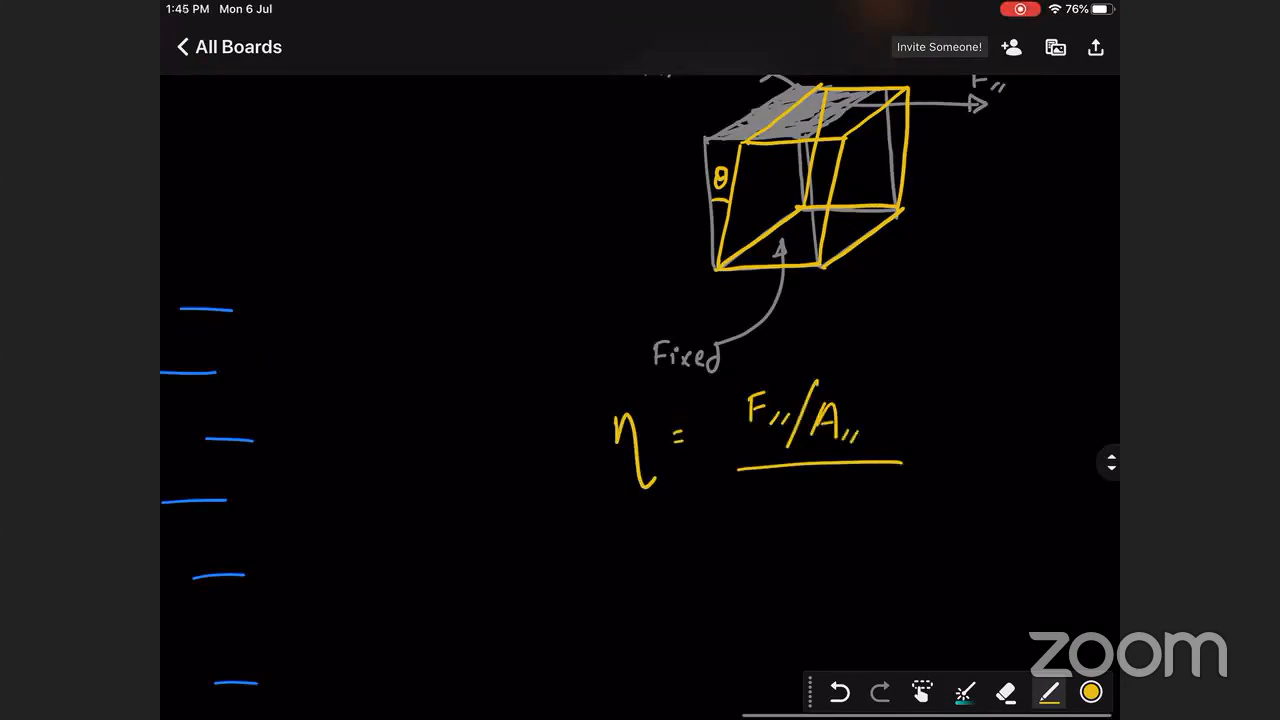 1:45 PM Mon 6 Jul
76%
All Boards
Invite Someone!
F//
θ
Fixed
η = F///A//
zoom